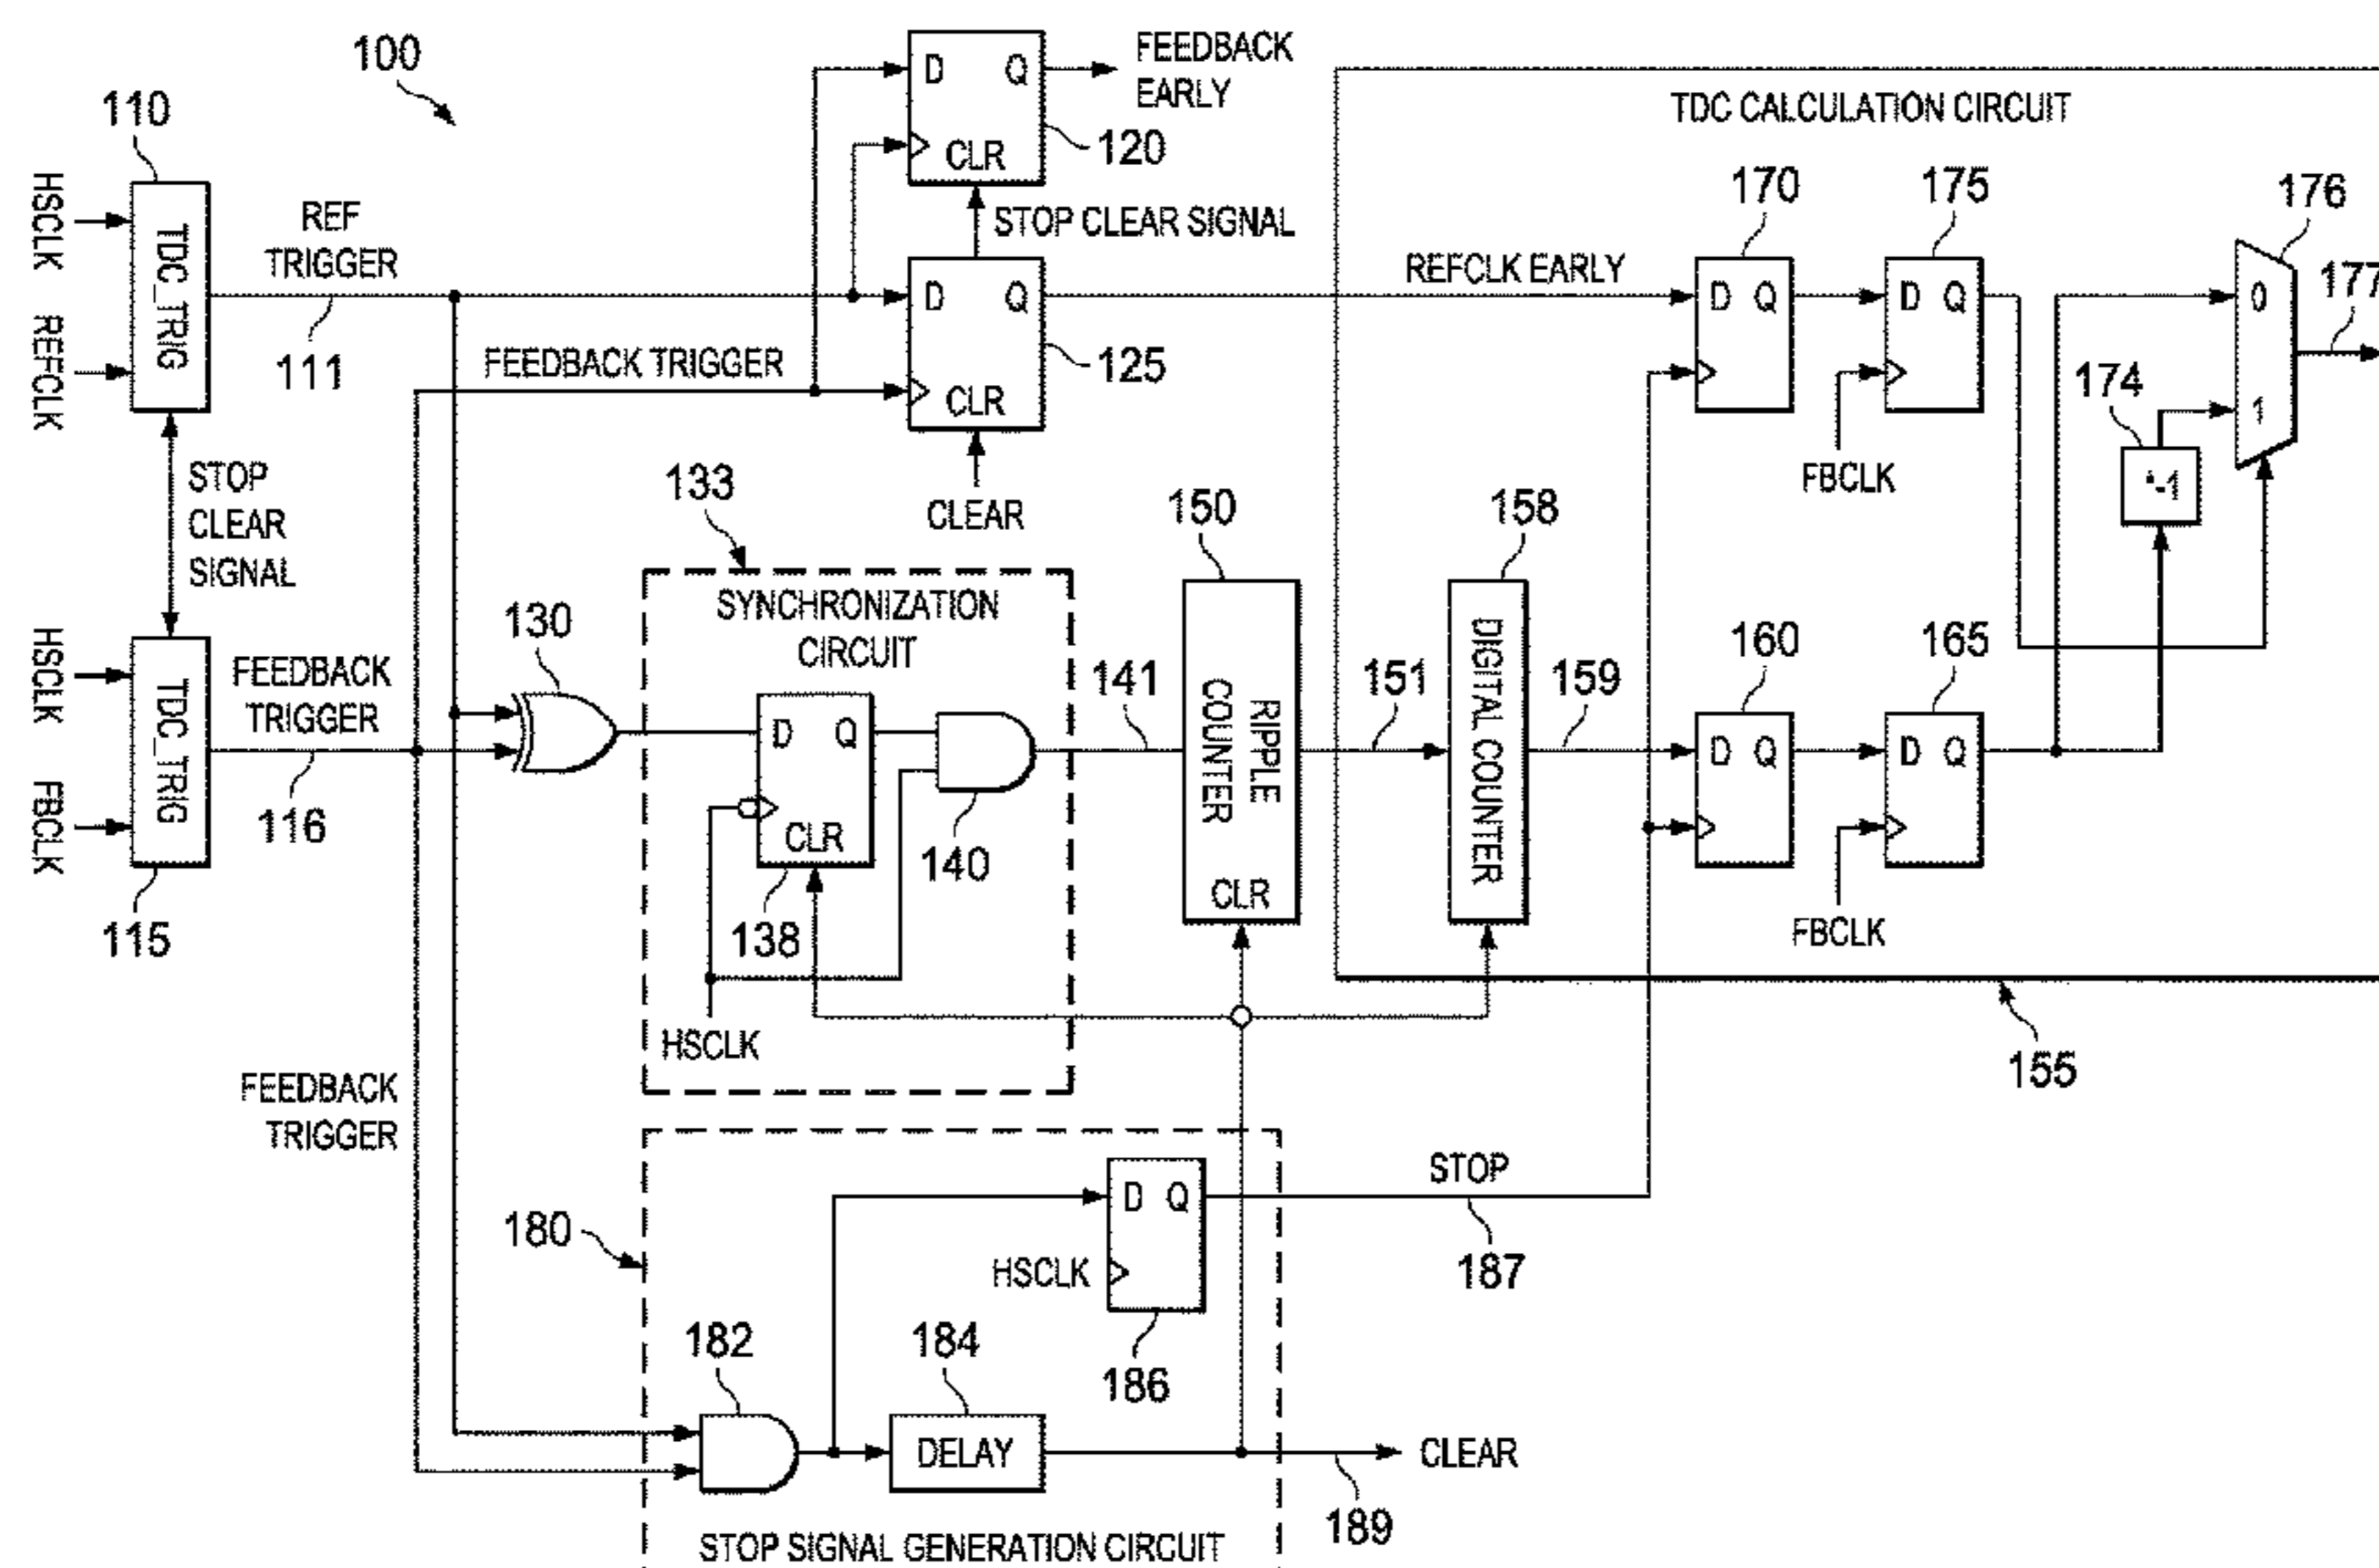 100
110
HSCLK
REFCLK
TDC_TRIG
REF
TRIGGER
111
STOP
CLEAR
SIGNAL
HSCLK
FBCLK
TDC_TRIG
115
FEEDBACK
TRIGGER
116
FEEDBACK TRIGGER
D Q
CLR
120
FEEDBACK
EARLY
STOP CLEAR SIGNAL
D Q
CLR
125
CLEAR
REFCLK EARLY
TDC CALCULATION CIRCUIT
170
D Q
175
D Q
FBCLK
176
0
1
177
174
*-1
130
133
SYNCHRONIZATION
CIRCUIT
D Q
CLR
138
140
HSCLK
141
150
RIPPLE
COUNTER
CLR
151
158
DIGITAL COUNTER
159
160
D Q
165
D Q
FBCLK
155
FEEDBACK
TRIGGER
180
182
184
DELAY
D Q
HSCLK
186
STOP
187
CLEAR
189
STOP SIGNAL GENERATION CIRCUIT